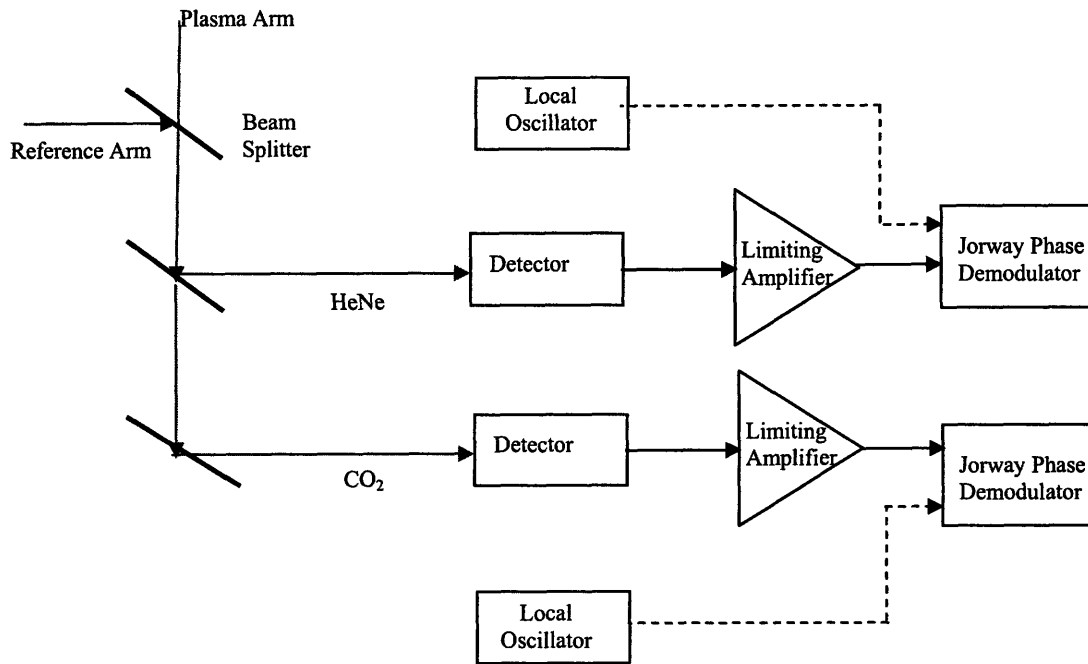 Plasma Arm
Local
Oscillator
Beam
Splitter
Reference Arm
Detector
Limiting
Amplifier
Jorway Phase
Demodulator
HeNe
Detector
Limiting
Amplifier
Jorway Phase
Demodulator
CO₂
Local
Oscillator